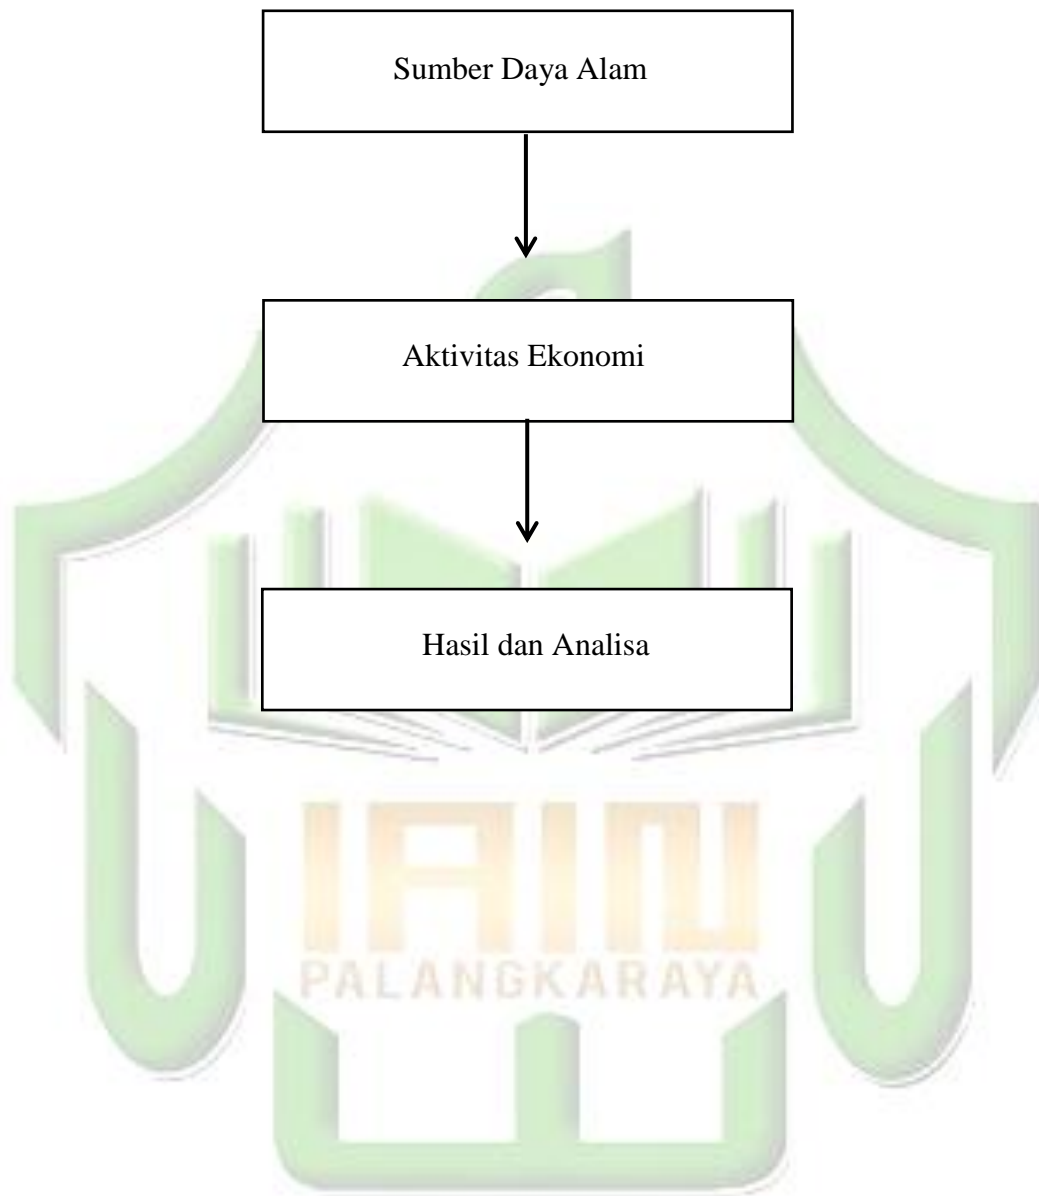 Sumber Daya Alam
Aktivitas Ekonomi
Hasil dan Analisa
IAIN
PALANGKARAYA